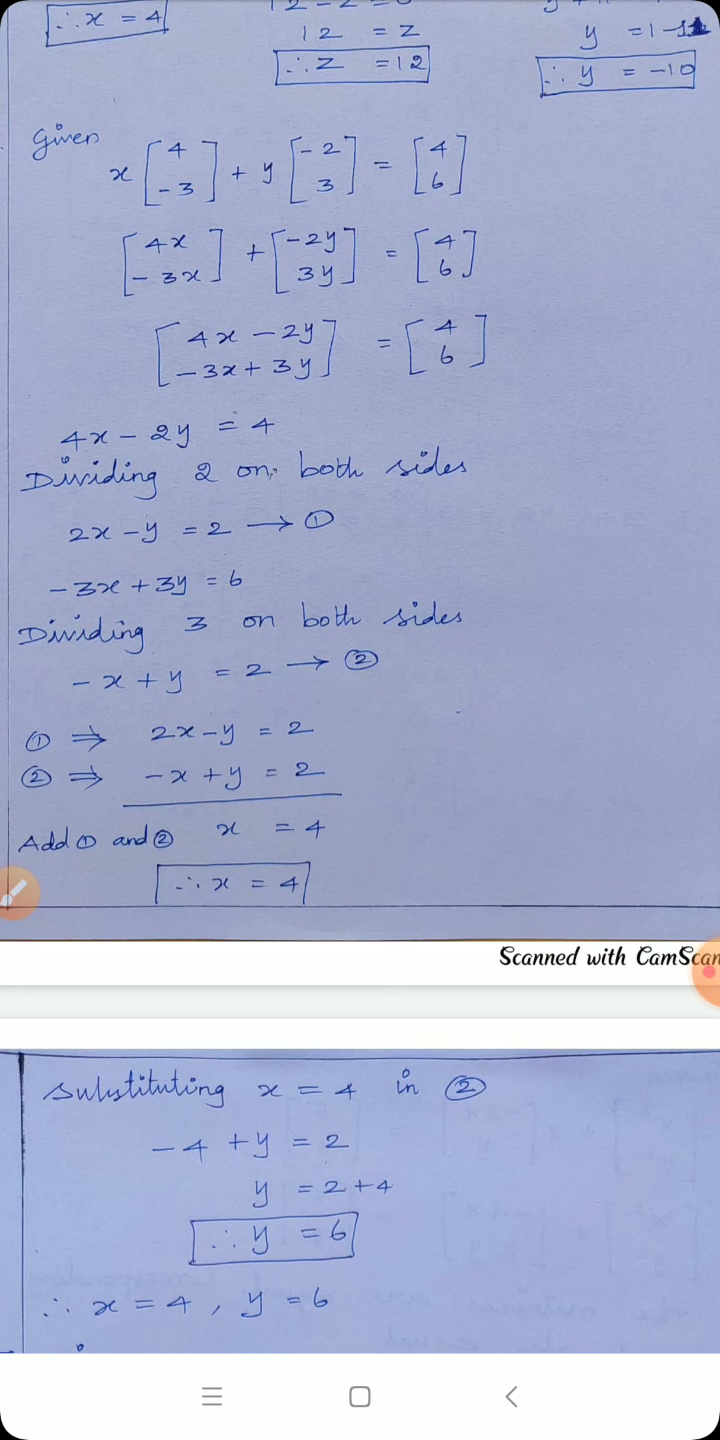 ∴ x = 4
12 = z
∴ z = 12
y = 1 - 11
∴ y = -10
Given
x [4 -3] + y [-2 3] = [4 6]
[4x -3x] + [-2y 3y] = [4 6]
[4x - 2y -3x + 3y] = [4 6]
4x - 2y = 4
Dividing 2 on both sides
2x - y = 2 → ①
-3x + 3y = 6
Dividing 3 on both sides
-x + y = 2 → ②
① ⇒ 2x - y = 2
② ⇒ -x + y = 2
Add ① and ② x = 4
∴ x = 4
Scanned with CamScan
Substituting x = 4 in ②
-4 + y = 2
y = 2 + 4
∴ y = 6
∴ x = 4, y = 6